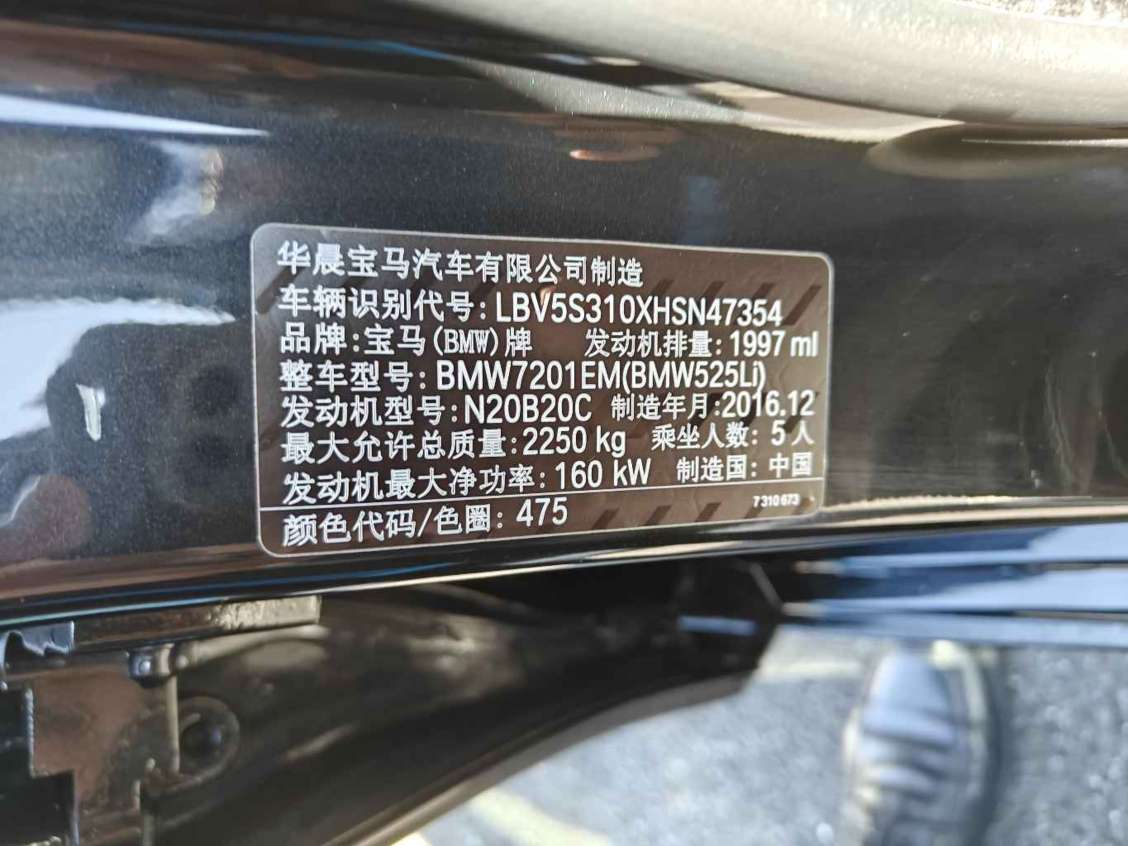 华晨宝马汽车有限公司制造
车辆识别代号: LBV5S310XHSN47354
品牌: 宝马(BMW)牌 发动机排量: 1997 ml
整车型号: BMW7201EM(BMW525Li)
发动机型号: N20B20C 制造年月:2016.12
最大允许总质量: 2250 kg 乘坐人数: 5 人
发动机最大净功率: 160 kW 制造国: 中国
颜色代码/色圈: 475 7 310 673